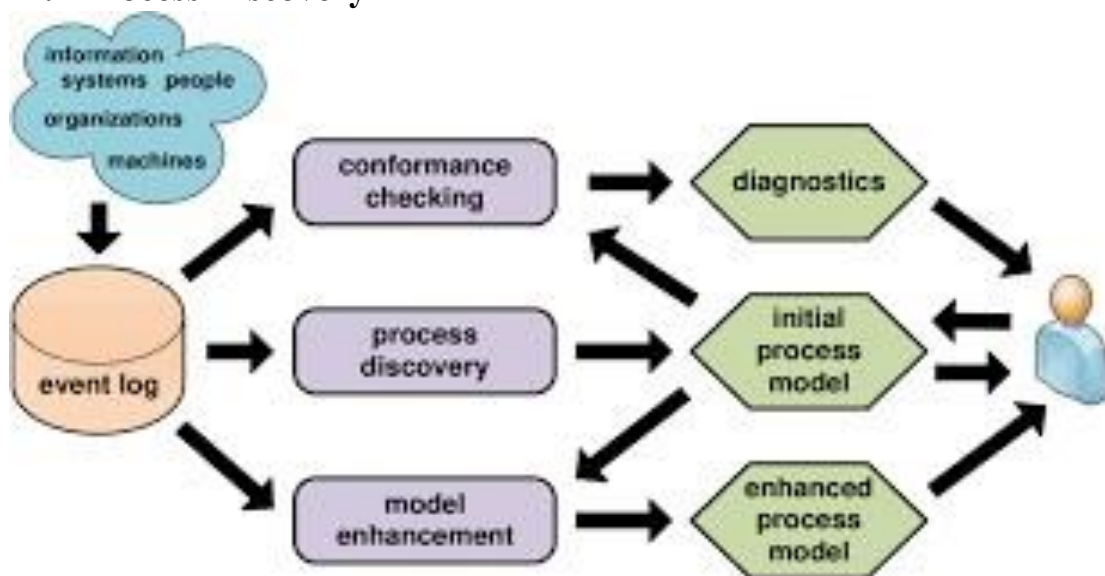 information
systems people
organizations
machines
conformance
checking
diagnostics
event log
process
discovery
initial
process
model
model
enhancement
enhanced
process
model